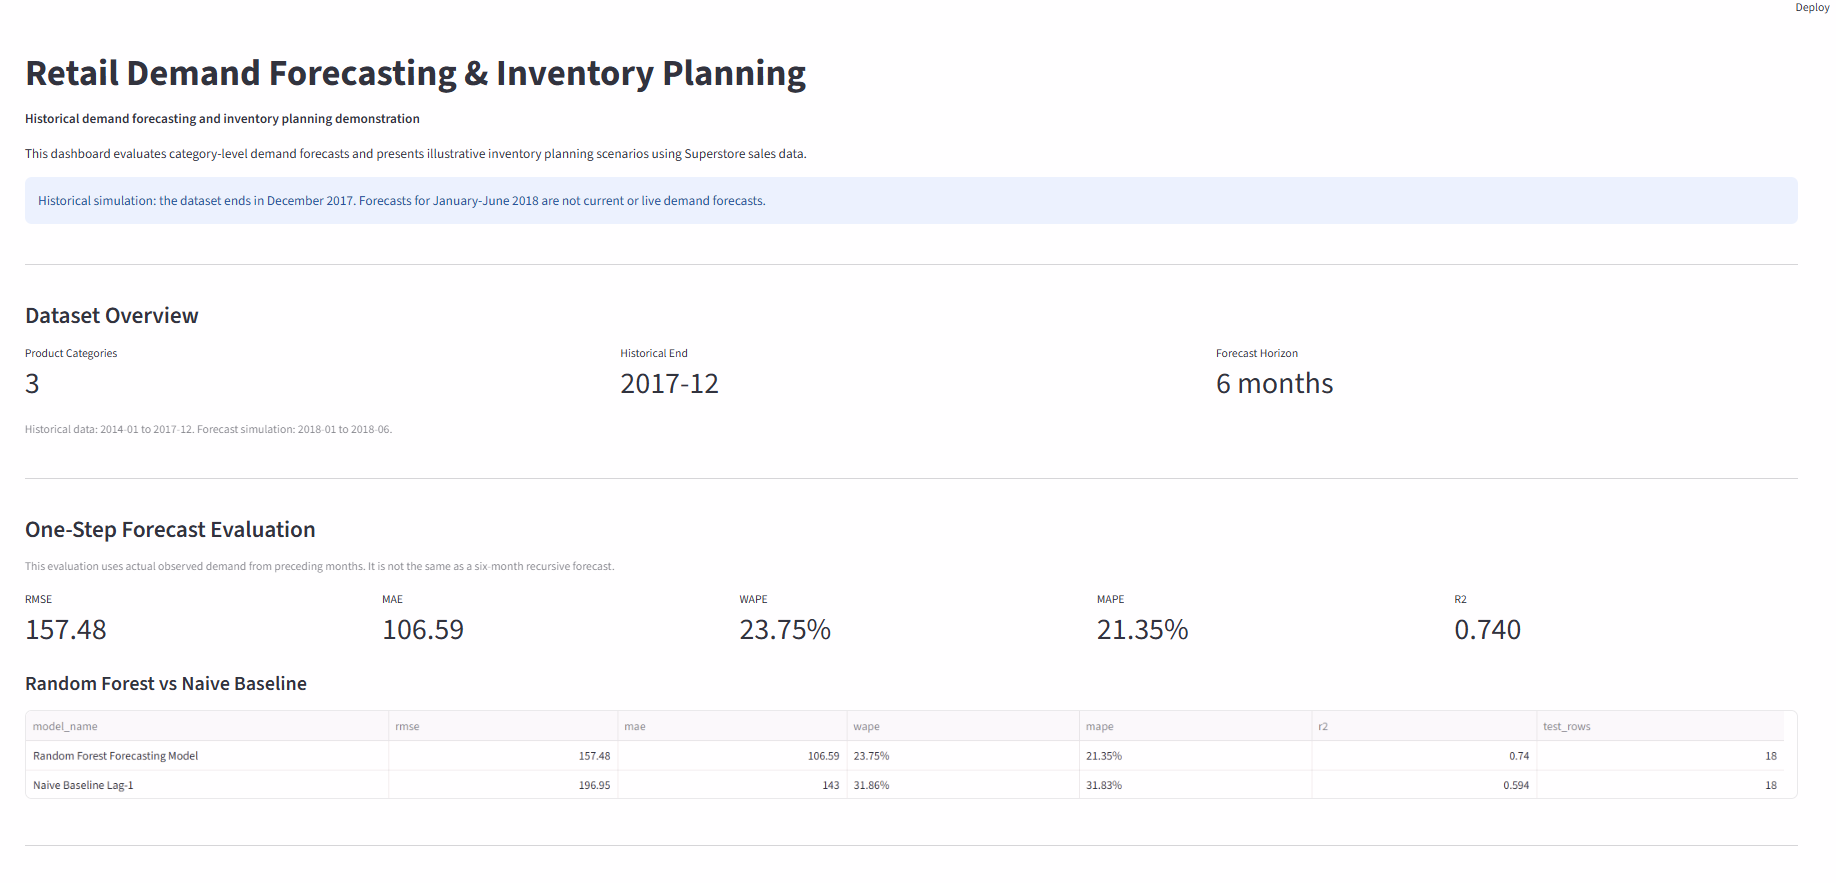 Deploy
Retail Demand Forecasting & Inventory Planning
Historical demand forecasting and inventory planning demonstration
This dashboard evaluates category-level demand forecasts and presents illustrative inventory planning scenarios using Superstore sales data.
Historical simulation: the dataset ends in December 2017. Forecasts for January-June 2018 are not current or live demand forecasts.
Dataset Overview
Product Categories Historical End Forecast Horizon
3 2017-12 6 months
Historical data: 2014-01 to 2017-12. Forecast simulation: 2018-01 to 2018-06.
One-Step Forecast Evaluation
This evaluation uses actual observed demand from preceding months. It is not the same as a six-month recursive forecast.
RMSE MAE WAPE MAPE R2
157.48 106.59 23.75% 21.35% 0.740
Random Forest vs Naive Baseline
model_name rmse mae wape mape r2 test_rows
Random Forest Forecasting Model 157.48 106.59 23.75% 21.35% 0.74 18
Naive Baseline Lag-1 196.95 143 31.86% 31.83% 0.594 18